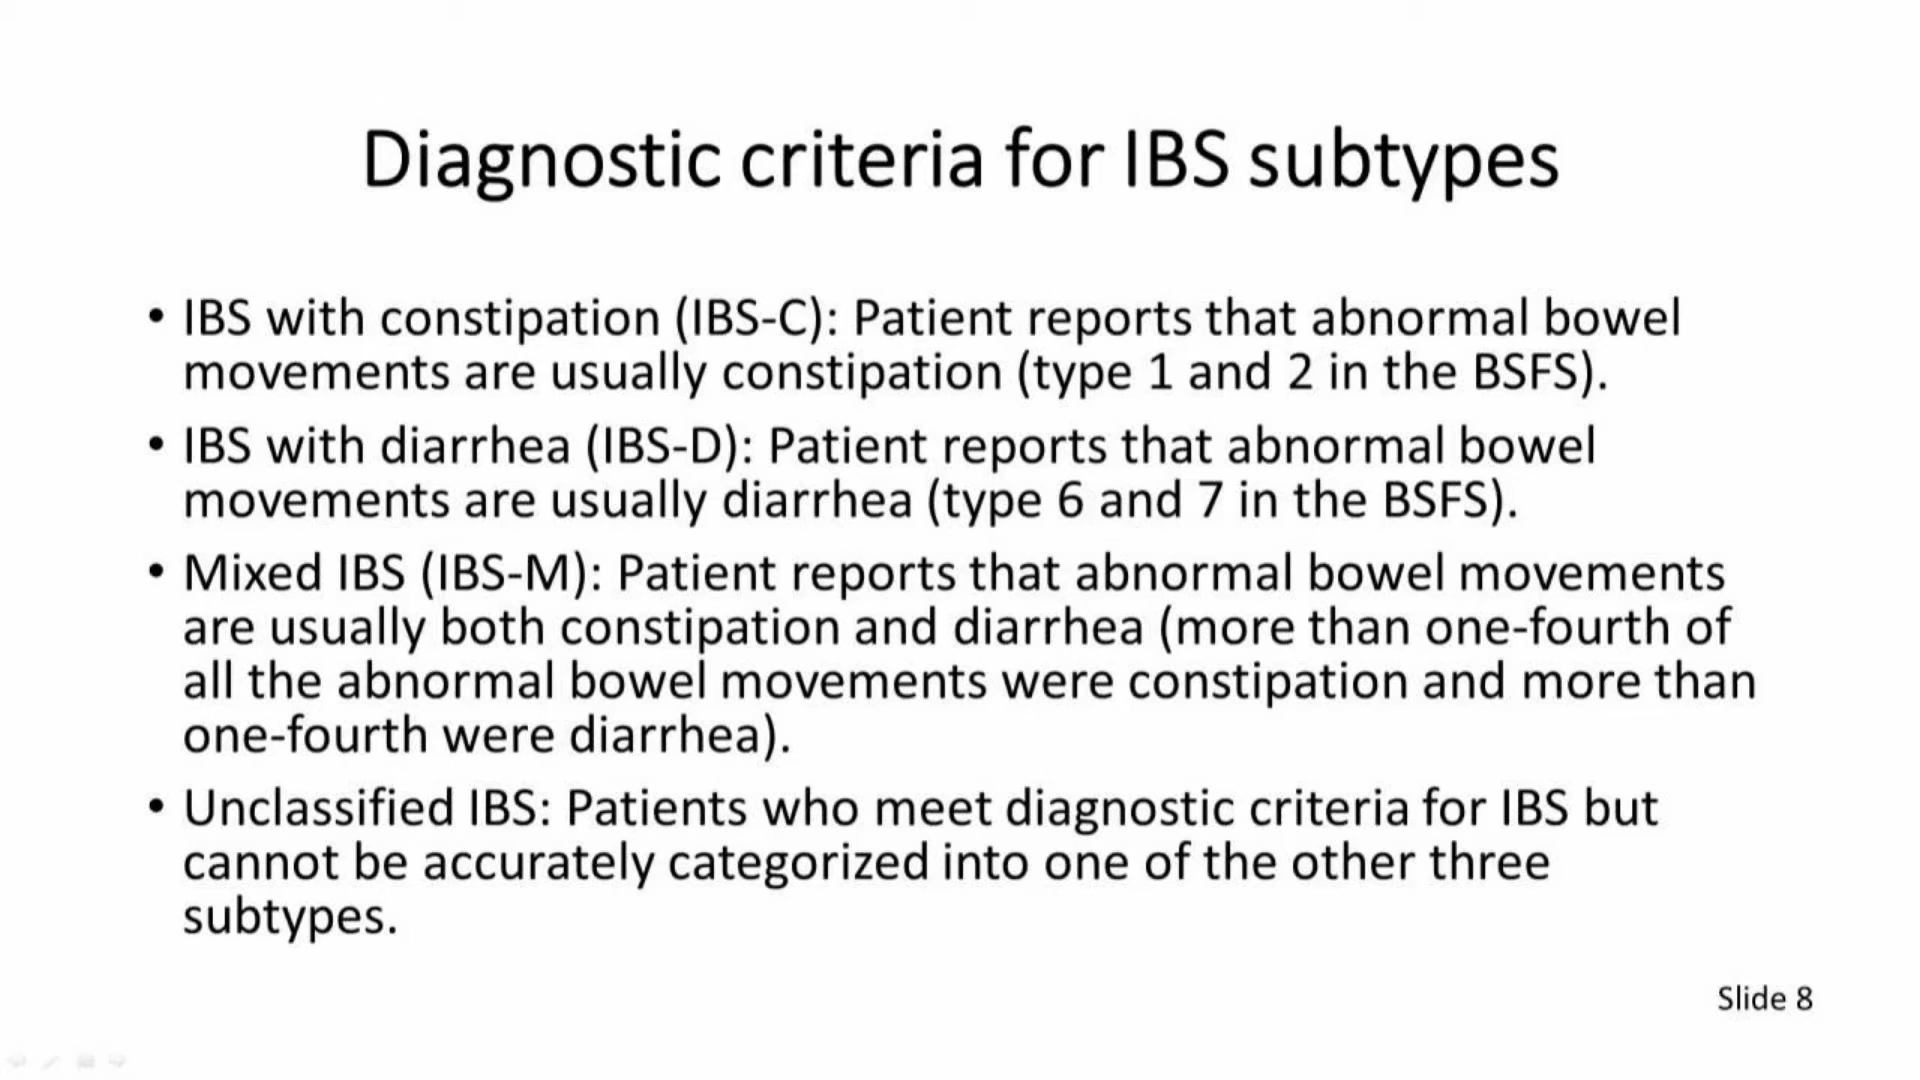 Diagnostic criteria for IBS subtypes
• IBS with constipation (IBS-C): Patient reports that abnormal bowel
movements are usually constipation (type 1 and 2 in the BSFS).
• IBS with diarrhea (IBS-D): Patient reports that abnormal bowel
movements are usually diarrhea (type 6 and 7 in the BSFS).
• Mixed IBS (IBS-M): Patient reports that abnormal bowel movements
are usually both constipation and diarrhea (more than one-fourth of
all the abnormal bowel movements were constipation and more than
one-fourth were diarrhea).
• Unclassified IBS: Patients who meet diagnostic criteria for IBS but
cannot be accurately categorized into one of the other three
subtypes.
Slide 8